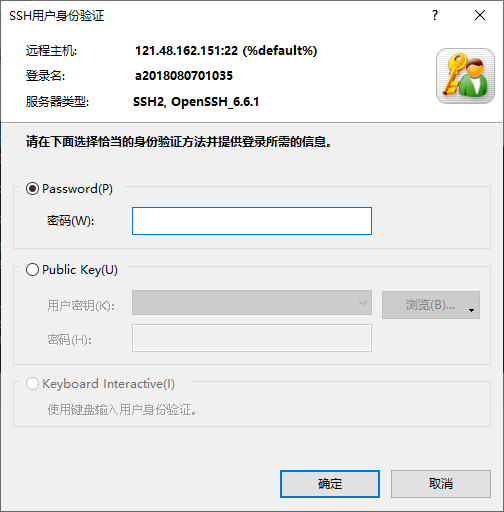 SSH用户身份验证
远程主机: 121.48.162.151:22 (%default%)
登录名: a2018080701035
服务器类型: SSH2, OpenSSH_6.6.1
请在下面选择恰当的身份验证方法并提供登录所需的信息。
Password(P)
密码(W):
Public Key(U)
用户密钥(K): 浏览(B)...
密码(H):
Keyboard Interactive(I)
使用键盘输入用户身份验证。
确定 取消